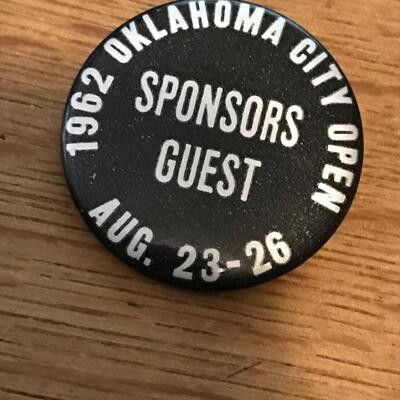 1962 OKLAHOMA CITY OPEN
SPONSORS
GUEST
AUG. 23-26